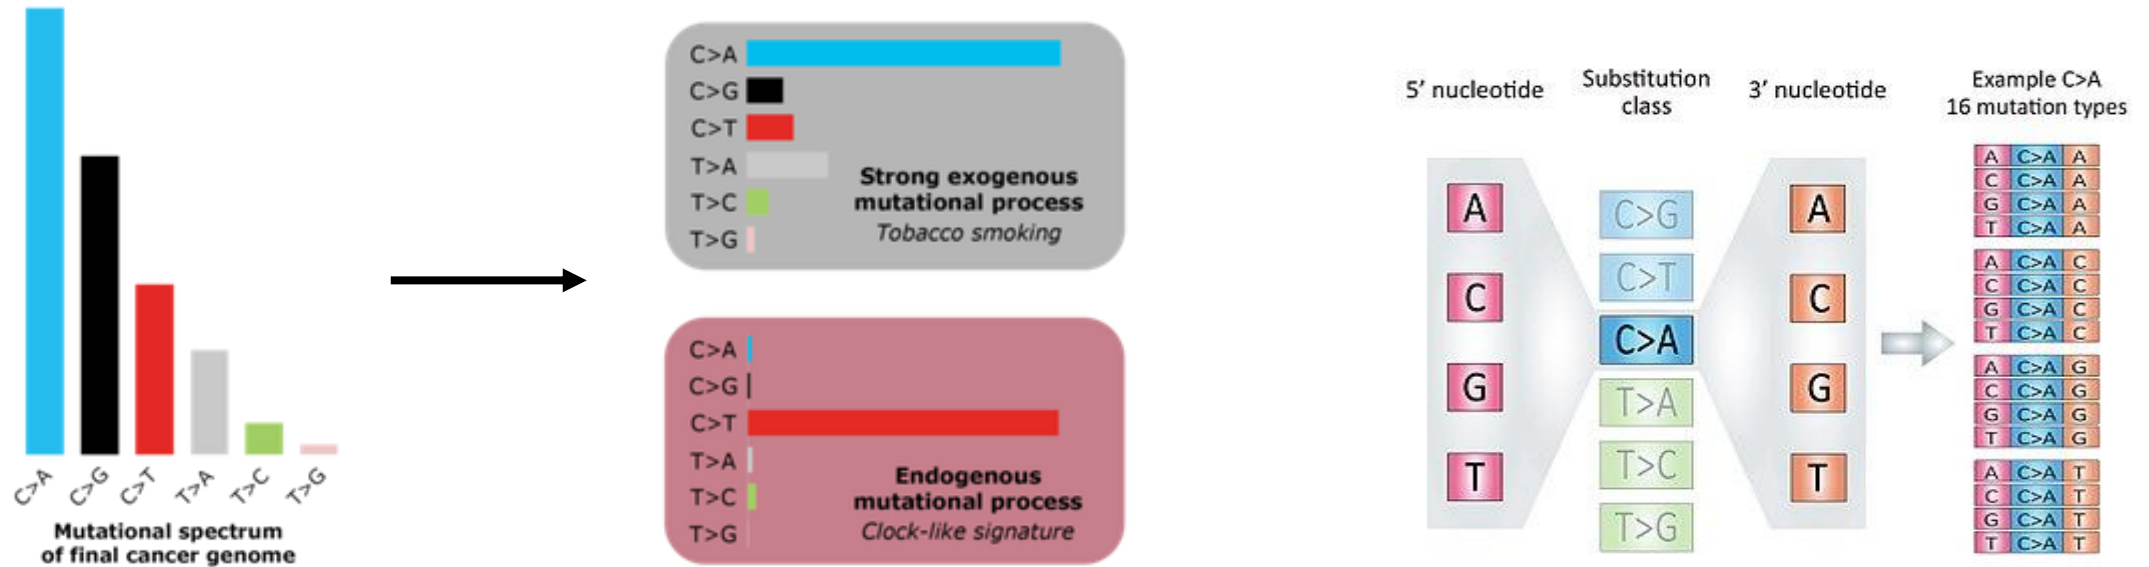 C>A
C>G
C>T
T>A
T>C
T>G
Mutational spectrum
of final cancer genome
C>A
C>G
C>T
T>A
T>C
T>G
Strong exogenous
mutational process
Tobacco smoking
C>A
C>G
C>T
T>A
T>C
T>G
Endogenous
mutational process
Clock-like signature
5′ nucleotide
A
C
G
T
Substitution
class
C>G
C>T
C>A
T>A
T>C
T>G
3′ nucleotide
A
C
G
T
Example C>A
16 mutation types
A C>A A
C C>A A
G C>A A
T C>A A
A C>A C
C C>A C
G C>A C
T C>A C
A C>A G
C C>A G
G C>A G
T C>A G
A C>A T
C C>A T
G C>A T
T C>A T